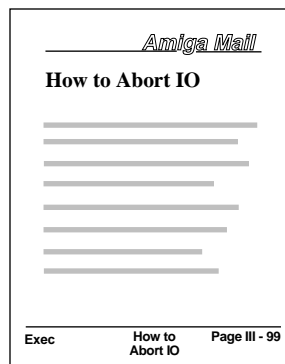 Amiga Mail
How to Abort IO
Exec
How to
Abort IO
Page III - 99